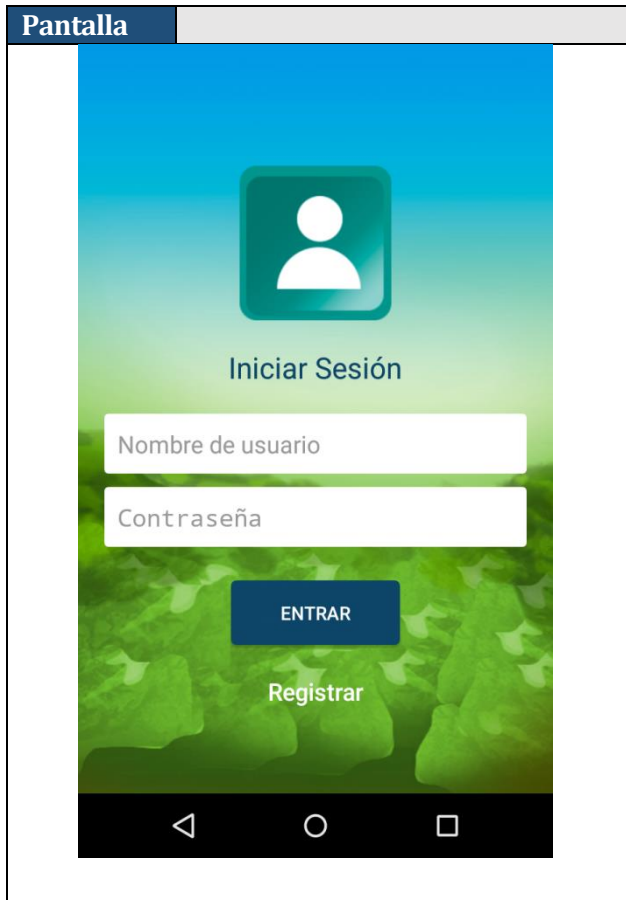 Pantalla
Iniciar Sesión
Nombre de usuario
Contraseña
ENTRAR
Registrar